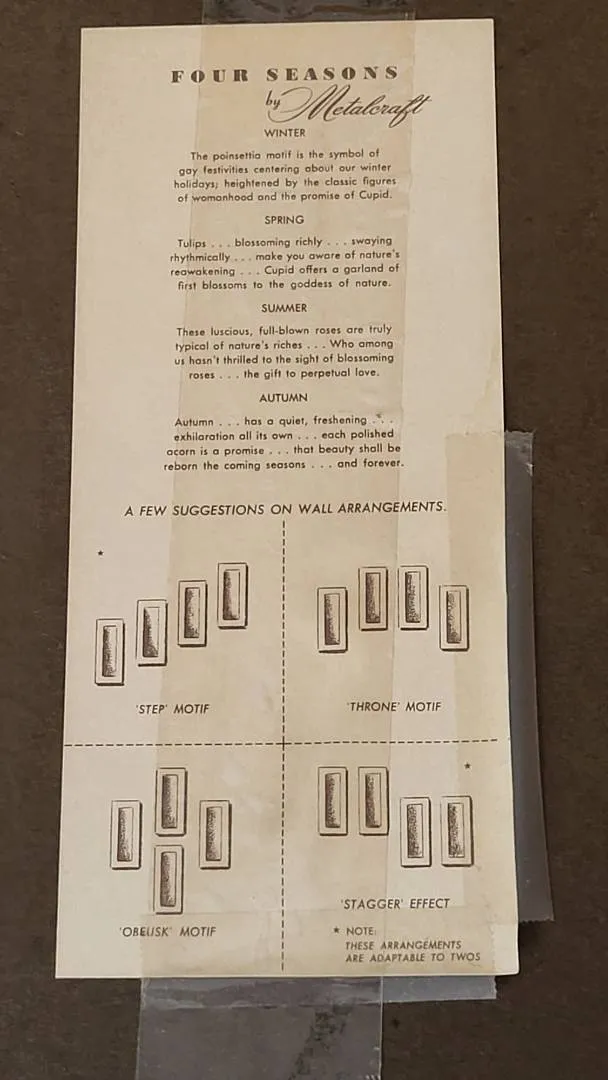 FOUR SEASONS
by Metalcraft
WINTER
The poinsettia motif is the symbol of
gay festivities centering about our winter
holidays; heightened by the classic figures
of womanhood and the promise of Cupid.
SPRING
Tulips . . . blossoming richly . . . swaying
rhythmically . . . make you aware of nature's
reawakening . . . Cupid offers a garland of
first blossoms to the goddess of nature.
SUMMER
These luscious, full-blown roses are truly
typical of nature's riches . . . Who among
us hasn't thrilled to the sight of blossoming
roses . . . the gift to perpetual love.
AUTUMN
Autumn . . . has a quiet, freshening . . .
exhilaration all its own . . . each polished
acorn is a promise . . . that beauty shall be
reborn the coming seasons . . . and forever.
A FEW SUGGESTIONS ON WALL ARRANGEMENTS.
*
'STEP' MOTIF
'THRONE' MOTIF
'OBELISK' MOTIF
*
'STAGGER' EFFECT
* NOTE:
THESE ARRANGEMENTS
ARE ADAPTABLE TO TWOS